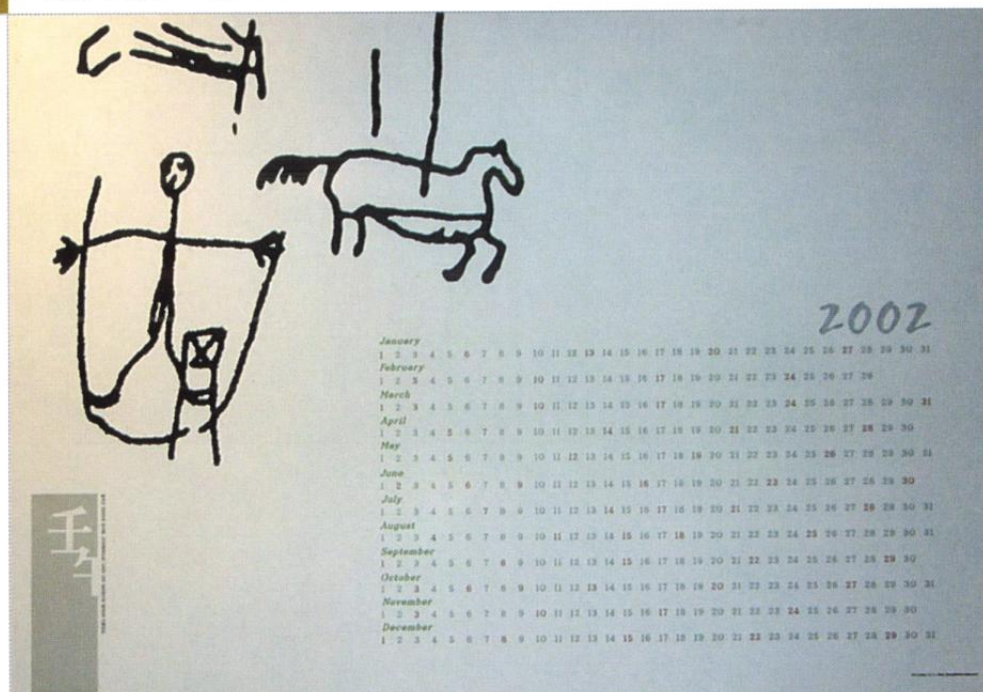 2002
January
1 2 3 4 5 6 7 8 9 10 11 12 13 14 15 16 17 18 19 20 21 22 23 24 25 26 27 28 29 30 31
February
1 2 3 4 5 6 7 8 9 10 11 12 13 14 15 16 17 18 19 20 21 22 23 24 25 26 27 28
March
1 2 3 4 5 6 7 8 9 10 11 12 13 14 15 16 17 18 19 20 21 22 23 24 25 26 27 28 29 30 31
April
1 2 3 4 5 6 7 8 9 10 11 12 13 14 15 16 17 18 19 20 21 22 23 24 25 26 27 28 29 30
May
1 2 3 4 5 6 7 8 9 10 11 12 13 14 15 16 17 18 19 20 21 22 23 24 25 26 27 28 29 30 31
June
1 2 3 4 5 6 7 8 9 10 11 12 13 14 15 16 17 18 19 20 21 22 23 24 25 26 27 28 29 30
July
1 2 3 4 5 6 7 8 9 10 11 12 13 14 15 16 17 18 19 20 21 22 23 24 25 26 27 28 29 30 31
August
1 2 3 4 5 6 7 8 9 10 11 12 13 14 15 16 17 18 19 20 21 22 23 24 25 26 27 28 29 30 31
September
1 2 3 4 5 6 7 8 9 10 11 12 13 14 15 16 17 18 19 20 21 22 23 24 25 26 27 28 29 30
October
1 2 3 4 5 6 7 8 9 10 11 12 13 14 15 16 17 18 19 20 21 22 23 24 25 26 27 28 29 30 31
November
1 2 3 4 5 6 7 8 9 10 11 12 13 14 15 16 17 18 19 20 21 22 23 24 25 26 27 28 29 30
December
1 2 3 4 5 6 7 8 9 10 11 12 13 14 15 16 17 18 19 20 21 22 23 24 25 26 27 28 29 30 31
壬午